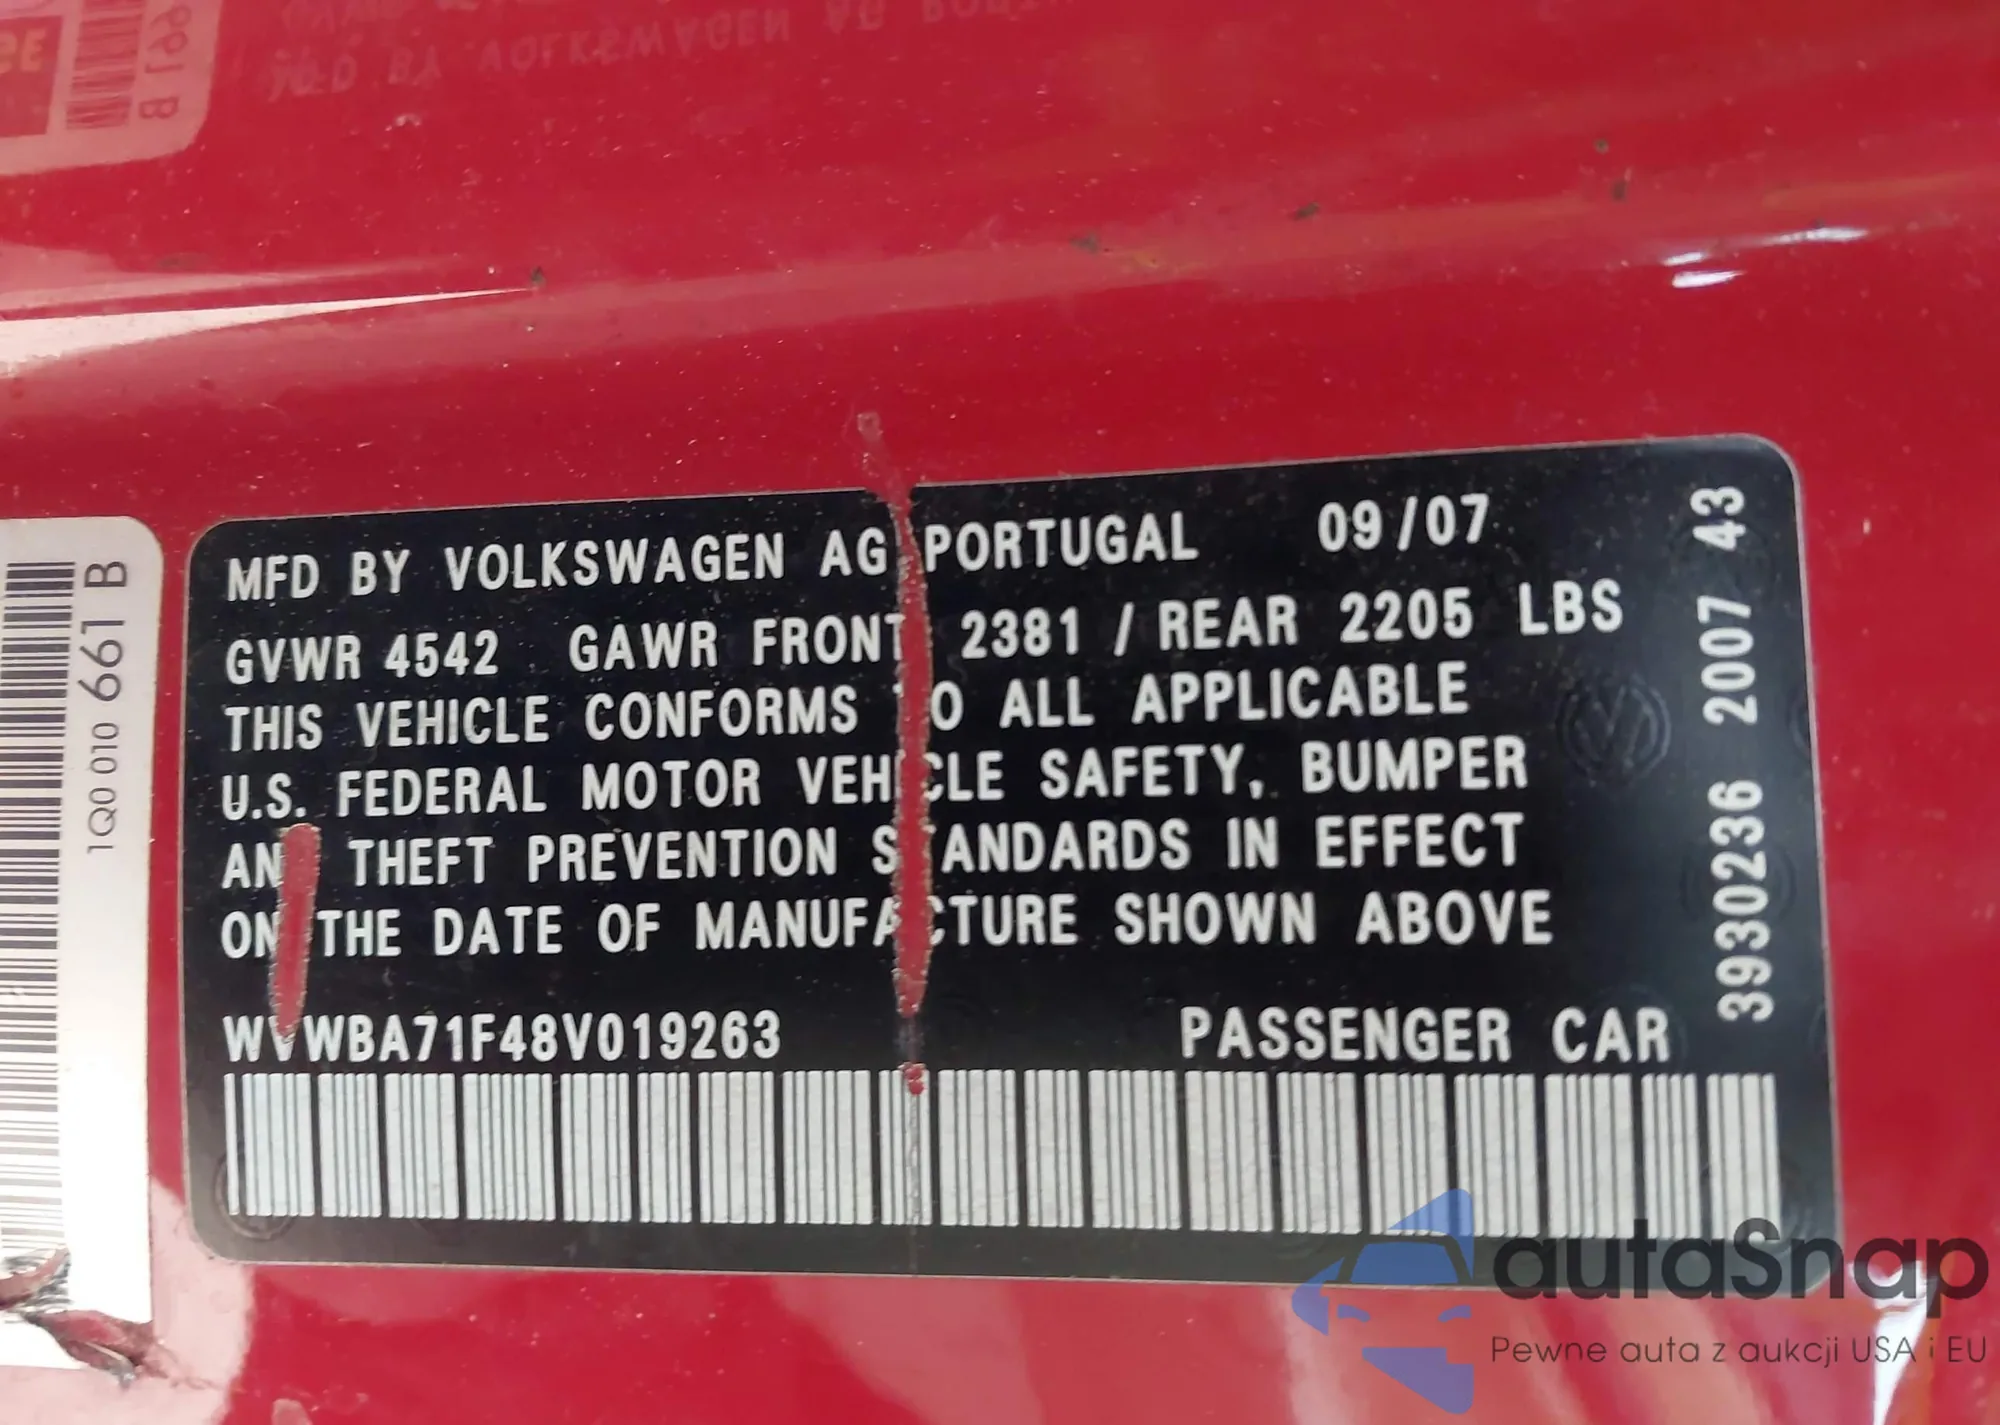 MFD BY VOLKSWAGEN AG PORTUGAL 09/07
GVWR 4542 GAWR FRONT 2381 / REAR 2205 LBS
THIS VEHICLE CONFORMS TO ALL APPLICABLE
U.S. FEDERAL MOTOR VEHICLE SAFETY, BUMPER
AND THEFT PREVENTION STANDARDS IN EFFECT
ON THE DATE OF MANUFACTURE SHOWN ABOVE
WVWBA71F48V019263 PASSENGER CAR
3930236 2007 43
1Q0 010 661 B
autoSnap
Pewne auta z aukcji USA i EU